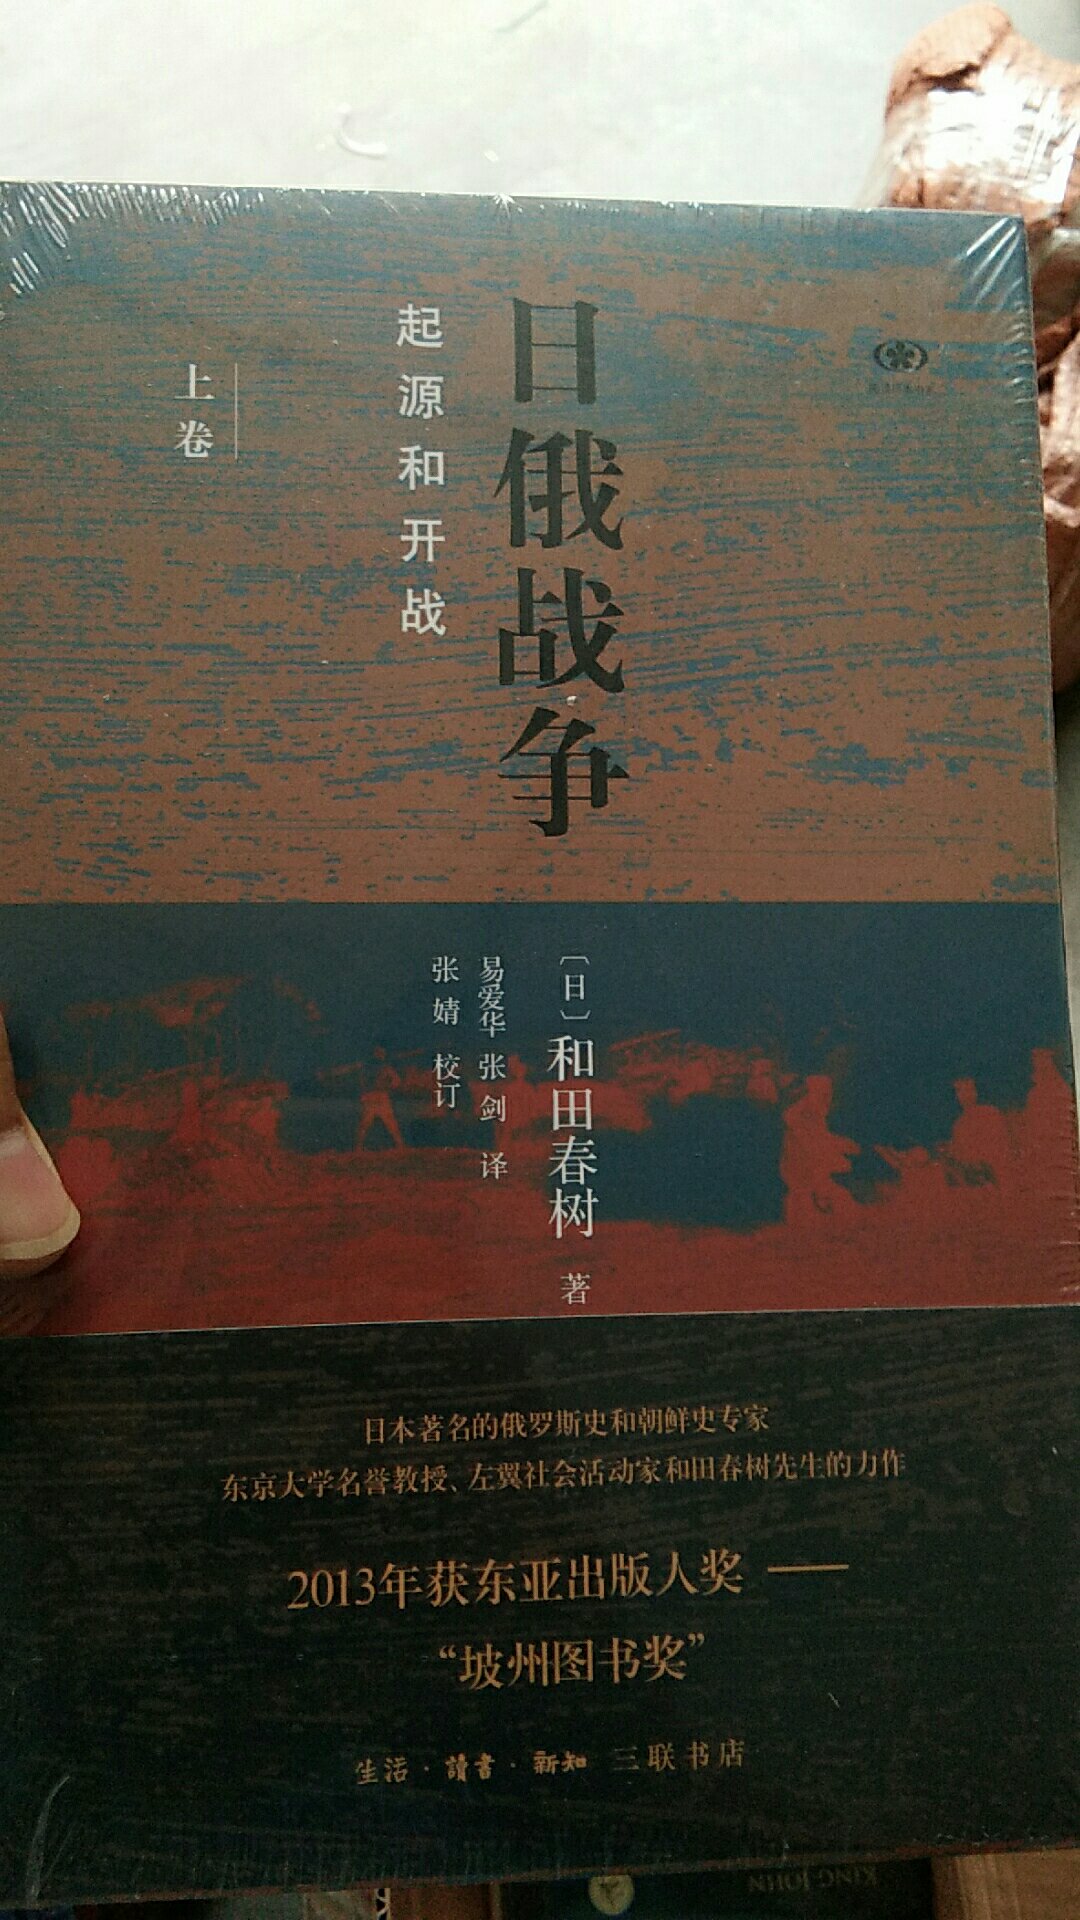 日俄战争
起源和开战
上卷
〔日〕和田春树 著
易爱华 张剑 译
张婧 校订
日本著名的俄罗斯史和朝鲜史专家
东京大学名誉教授、左翼社会活动家和田春树先生的力作
2013年获东亚出版人奖——
“坡州图书奖”
生活·讀書·新知 三联书店
KING JOHN